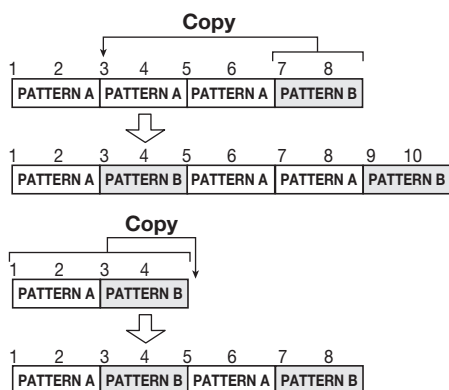 Copy
1 2 3 4 5 6 7 8
PATTERN A PATTERN A PATTERN A PATTERN B
1 2 3 4 5 6 7 8 9 10
PATTERN A PATTERN B PATTERN A PATTERN A PATTERN B
Copy
1 2 3 4
PATTERN A PATTERN B
1 2 3 4 5 6 7 8
PATTERN A PATTERN B PATTERN A PATTERN B